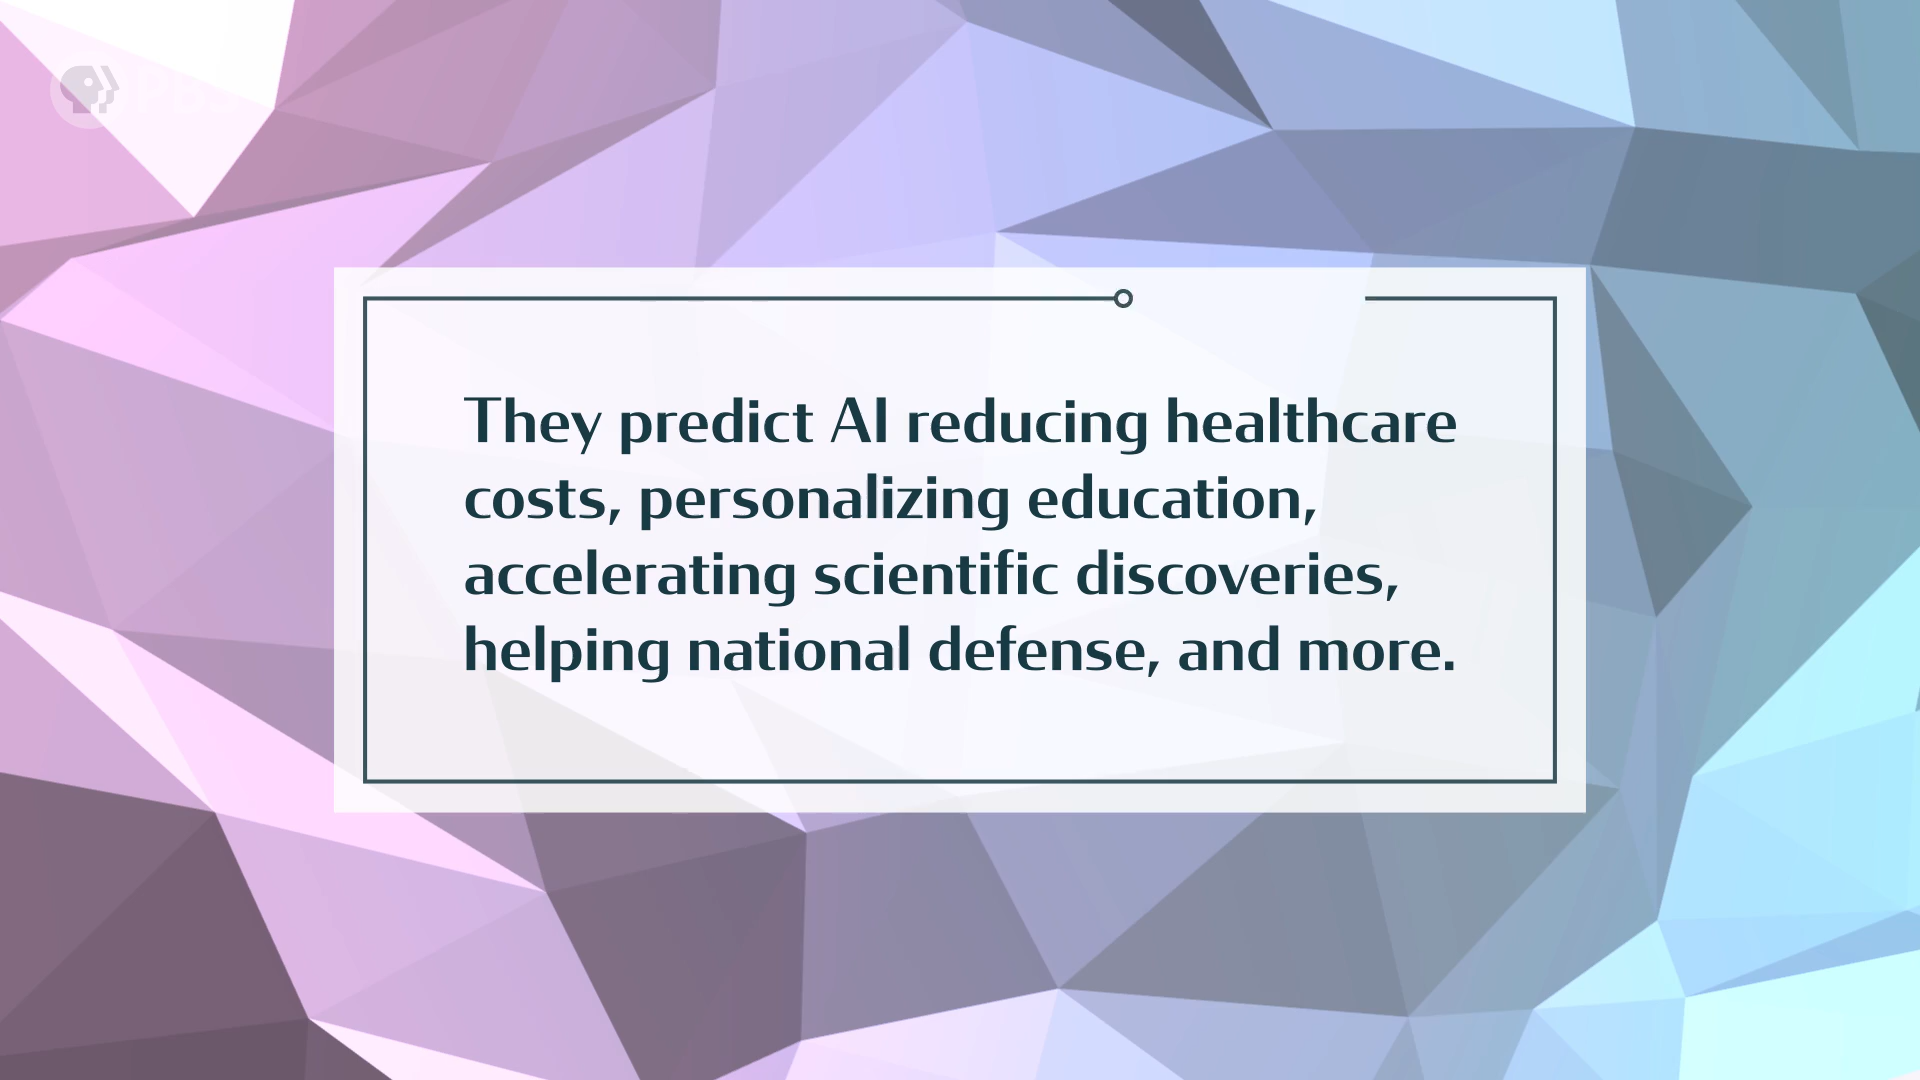 They predict AI reducing healthcare
costs, personalizing education,
accelerating scientific discoveries,
helping national defense, and more.